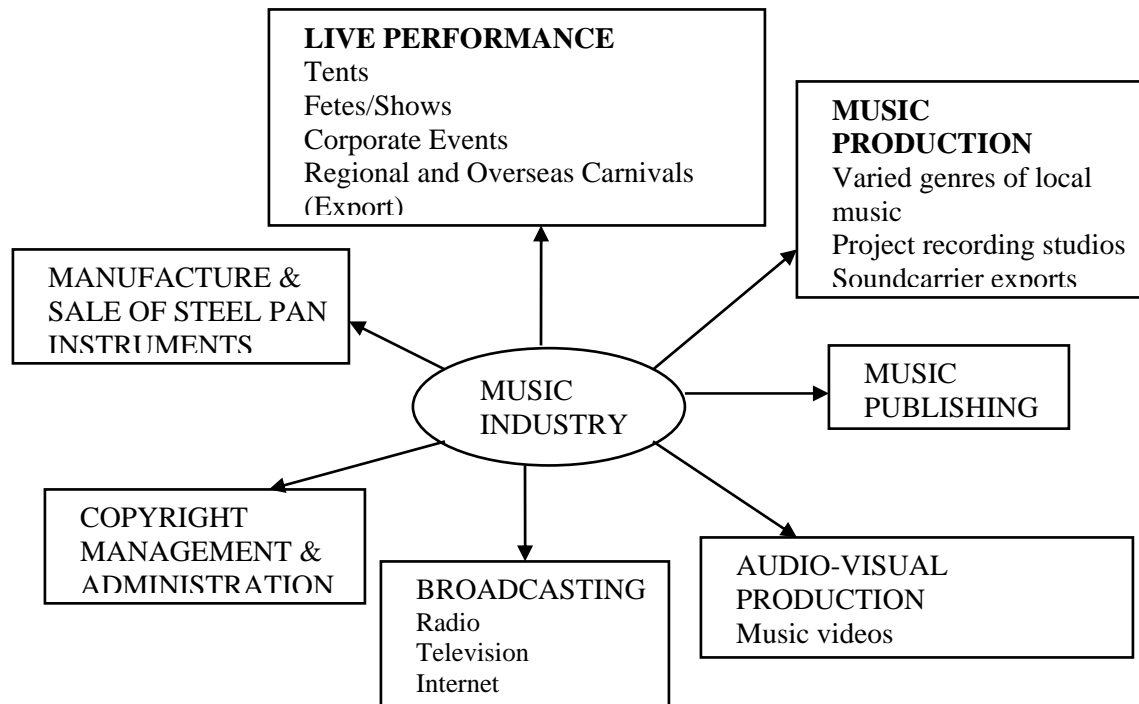 LIVE PERFORMANCE
Tents
Fetes/Shows
Corporate Events
Regional and Overseas Carnivals
(Export)
MUSIC
PRODUCTION
Varied genres of local
music
Project recording studios
Soundcarrier exports
MANUFACTURE &
SALE OF STEEL PAN
INSTRUMENTS
MUSIC
INDUSTRY
MUSIC
PUBLISHING
COPYRIGHT
MANAGEMENT &
ADMINISTRATION
BROADCASTING
Radio
Television
Internet
AUDIO-VISUAL
PRODUCTION
Music videos